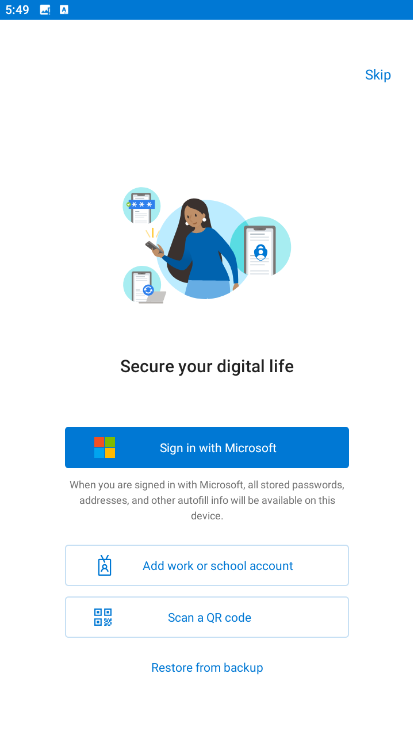 5:49
Skip
Secure your digital life
Sign in with Microsoft
When you are signed in with Microsoft, all stored passwords,
addresses, and other autofill info will be available on this
device.
Add work or school account
Scan a QR code
Restore from backup